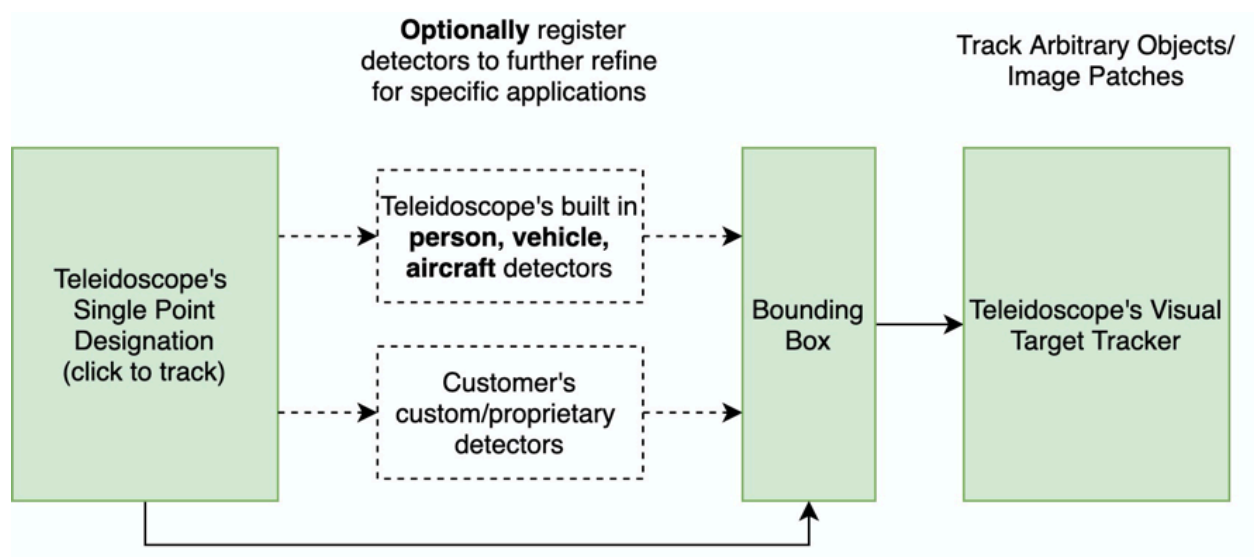 Optionally register
detectors to further refine
for specific applications
Track Arbitrary Objects/
Image Patches
Teleidoscope's
Single Point
Designation
(click to track)
Teleidoscope's built in
person, vehicle,
aircraft detectors
Customer's
custom/proprietary
detectors
Bounding
Box
Teleidoscope's Visual
Target Tracker